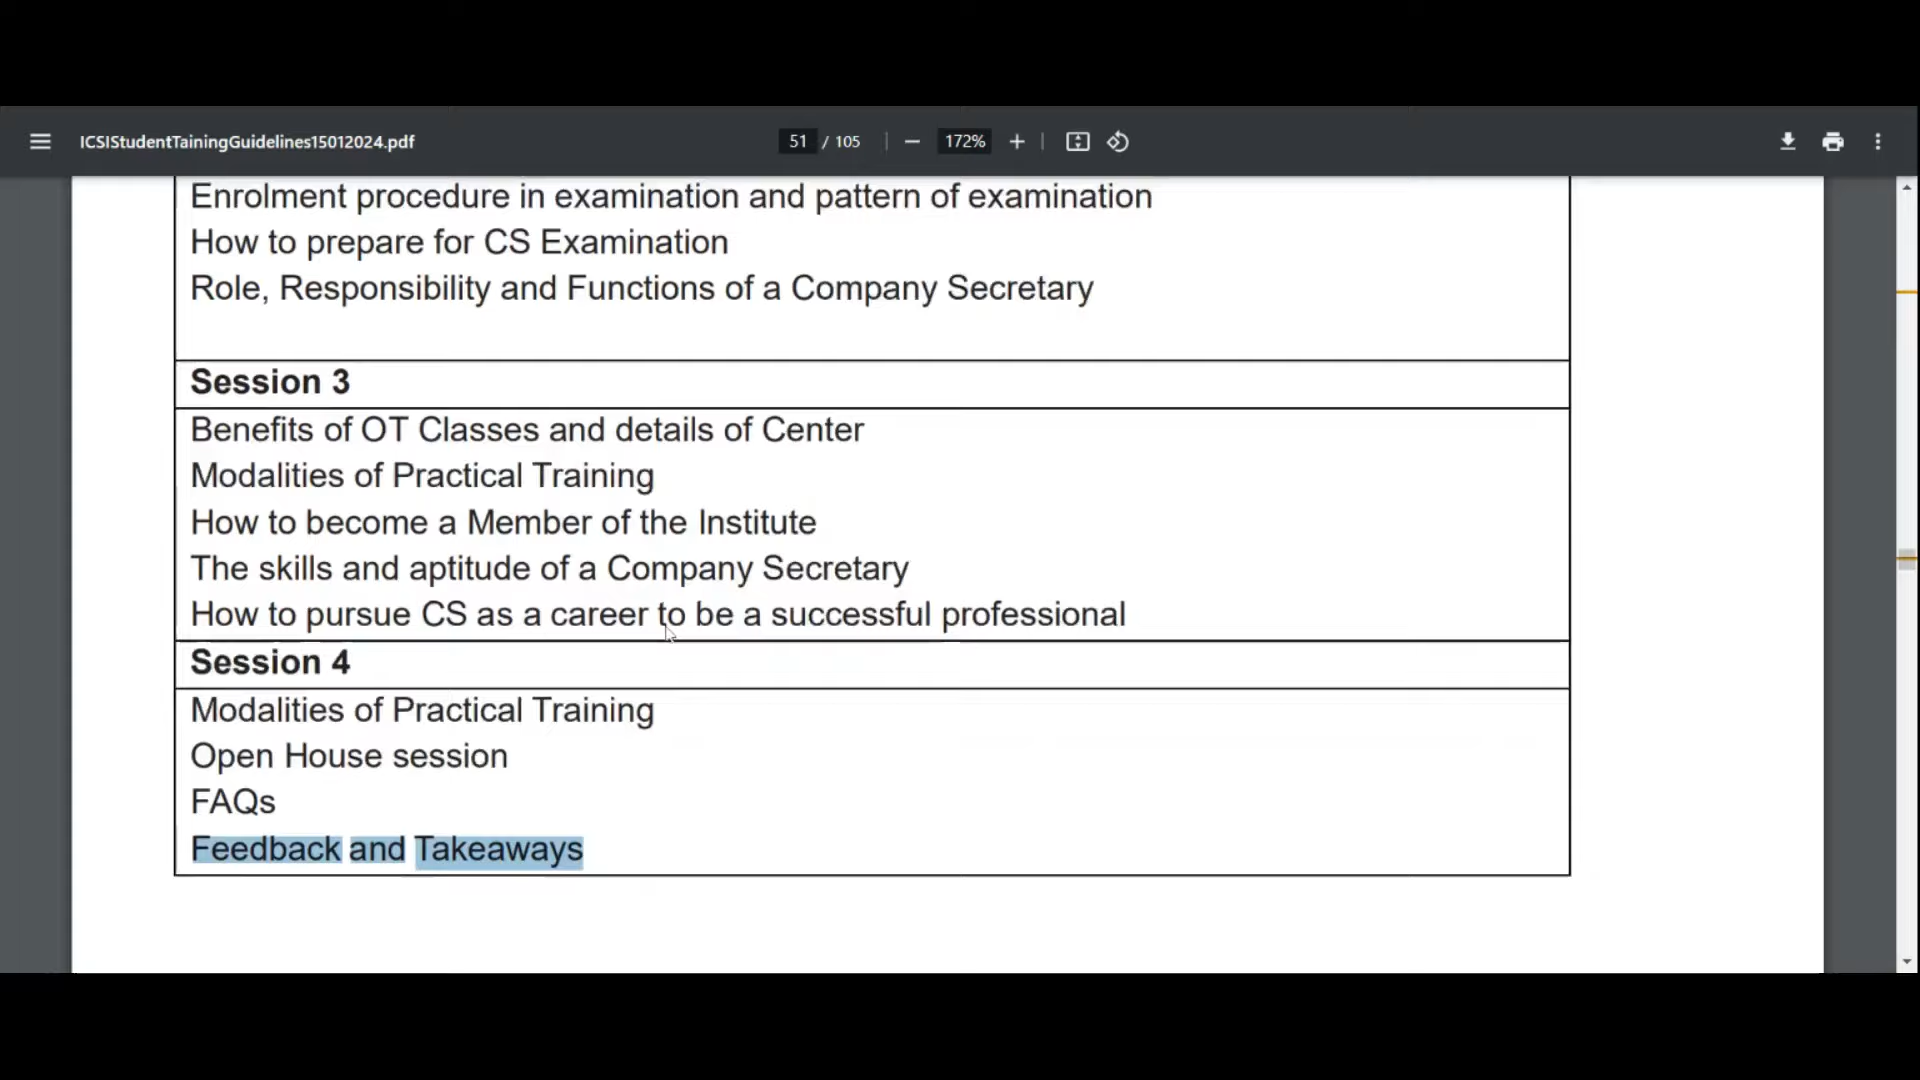 ICSIStudentTainingGuidelines15012024.pdf
51 / 105
172%
Enrolment procedure in examination and pattern of examination
How to prepare for CS Examination
Role, Responsibility and Functions of a Company Secretary
Session 3
Benefits of OT Classes and details of Center
Modalities of Practical Training
How to become a Member of the Institute
The skills and aptitude of a Company Secretary
How to pursue CS as a career to be a successful professional
Session 4
Modalities of Practical Training
Open House session
FAQs
Feedback and Takeaways